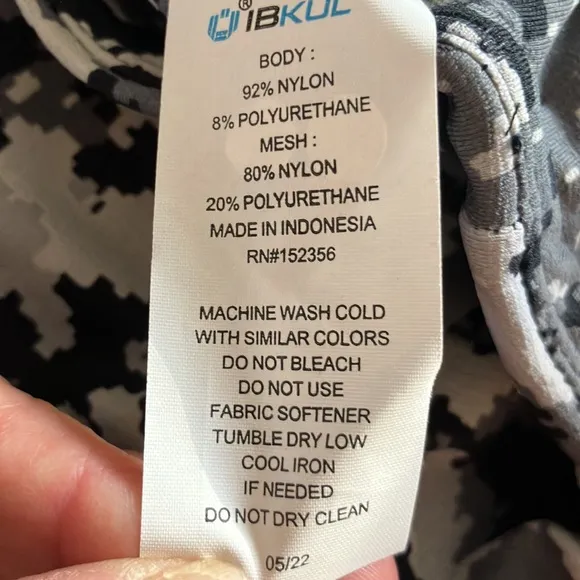 ® IBKUL
BODY :
92% NYLON
8% POLYURETHANE
MESH :
80% NYLON
20% POLYURETHANE
MADE IN INDONESIA
RN#152356
MACHINE WASH COLD
WITH SIMILAR COLORS
DO NOT BLEACH
DO NOT USE
FABRIC SOFTENER
TUMBLE DRY LOW
COOL IRON
IF NEEDED
DO NOT DRY CLEAN
05/22